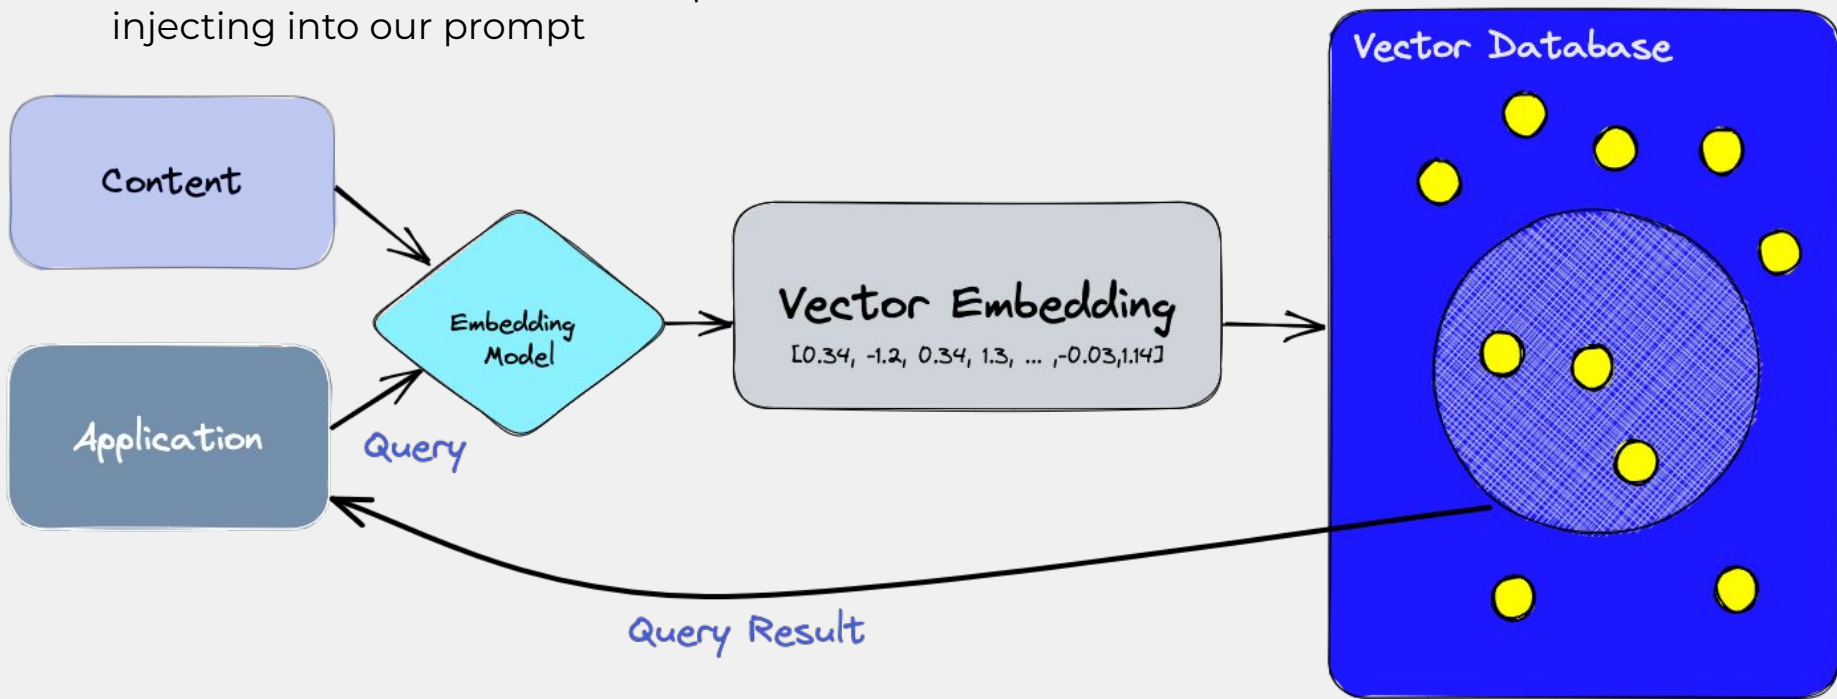 injecting into our prompt
Vector Database
Content
Embedding
Model
Vector Embedding
[0.34, -1.2, 0.34, 1.3, ... ,-0.03,1.14]
Application
Query
Query Result